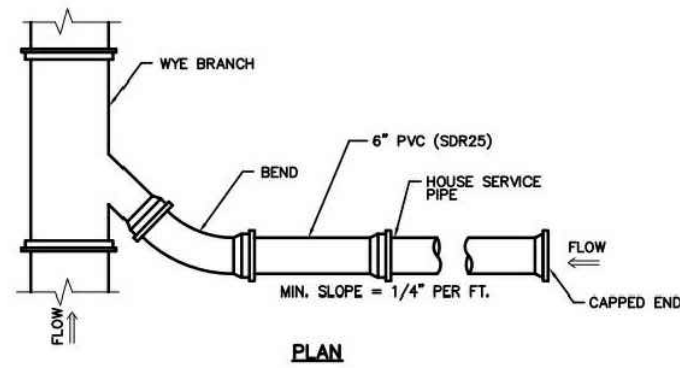 WYE BRANCH
6" PVC (SDR25)
BEND
HOUSE SERVICE
PIPE
FLOW
MIN. SLOPE = 1/4" PER FT.
CAPPED END
FLOW
PLAN